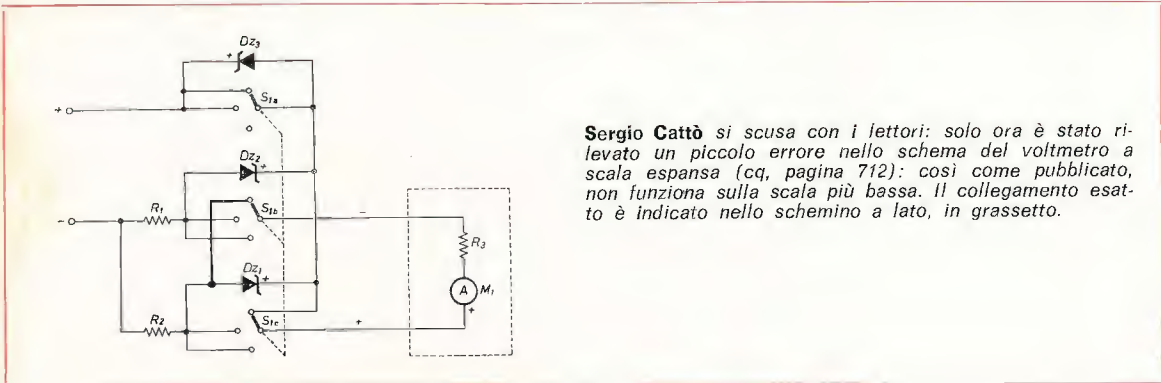 Dz₃
+
+
S₁ₐ
Dz₂
+
-
R₁
S₁b
–
R₃
Dz₁
+
A M₁
R₂
S₁c
+
+
Sergio Cattò si scusa con i lettori: solo ora è stato ri-
levato un piccolo errore nello schema del voltmetro a
scala espansa (cq, pagina 712): così come pubblicato,
non funziona sulla scala più bassa. Il collegamento esat-
to è indicato nello schemino a lato, in grassetto.